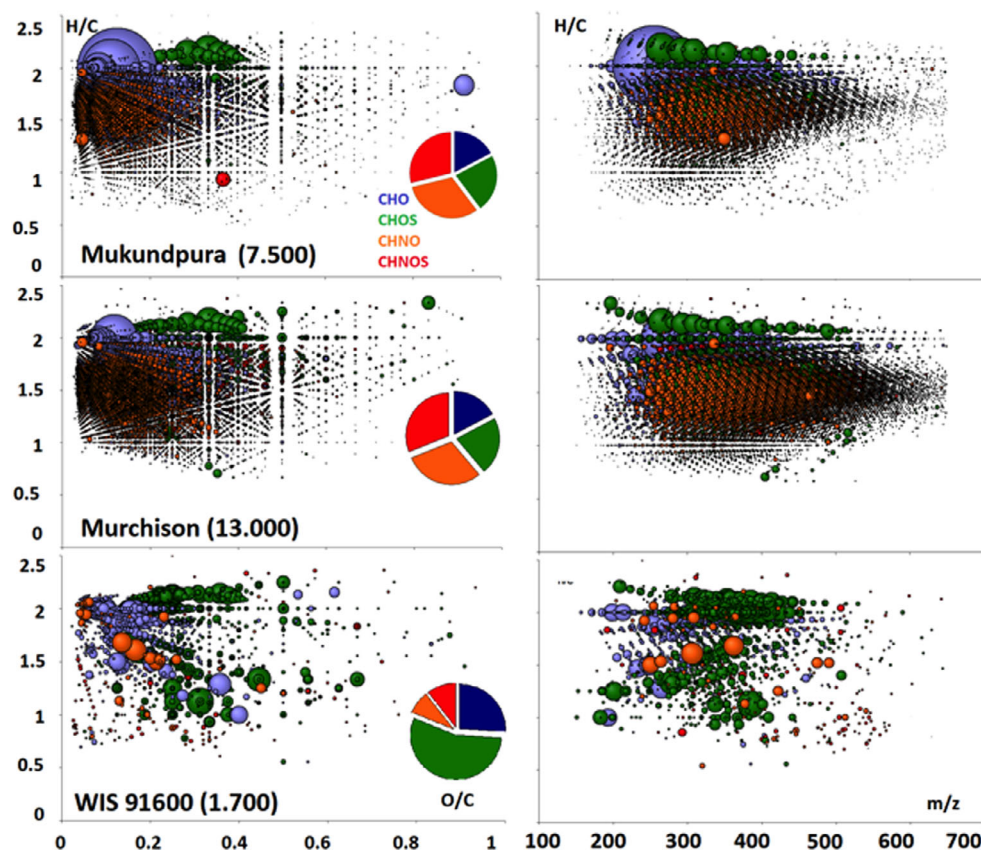 2.5
H/C
2
1.5
1
0.5
0
CHO
CHOS
CHNO
CHNOS
Mukundpura (7.500)
H/C
2.5
2
1.5
1
0.5
0
Murchison (13.000)
2.5
2
1.5
1
0.5
0
WIS 91600 (1.700)
O/C
m/z
0 0.2 0.4 0.6 0.8 1
100 200 300 400 500 600 700